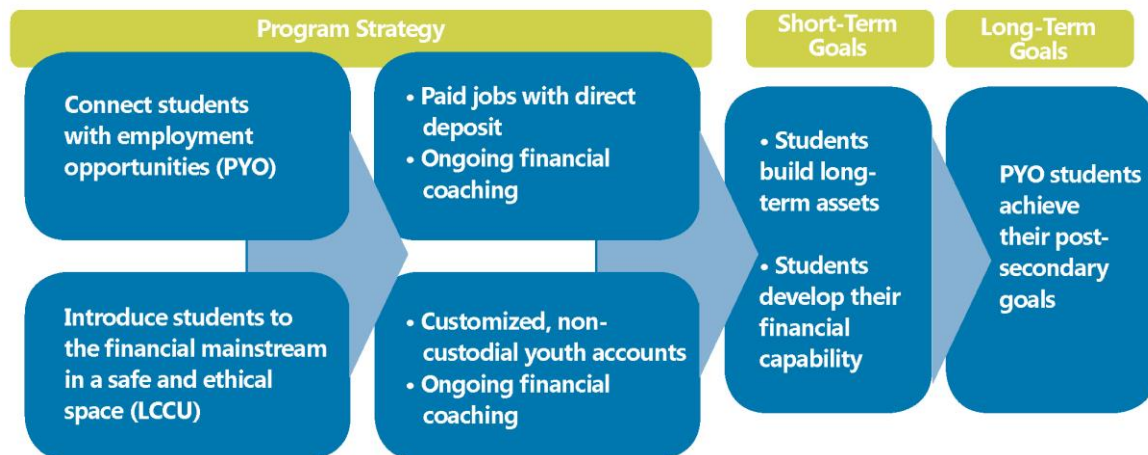 Program Strategy
Short-Term
Goals
Long-Term
Goals
Connect students
with employment
opportunities (PYO)
• Paid jobs with direct
deposit
• Ongoing financial
coaching
Introduce students to
the financial mainstream
in a safe and ethical
space (LCCU)
• Customized, non-
custodial youth accounts
• Ongoing financial
coaching
• Students
build long-
term assets
• Students
develop their
financial
capability
PYO students
achieve
their post-
secondary
goals